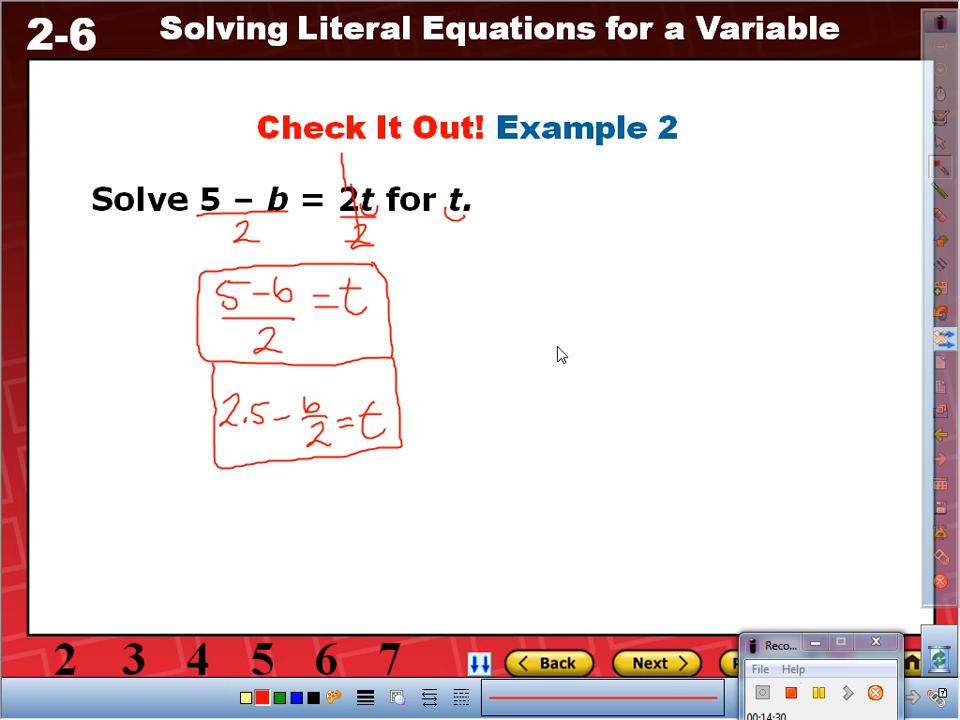 2-6 Solving Literal Equations for a Variable
Check It Out! Example 2
Solve 5 – b = 2t for t.
2 2
5 – b = t
2
2.5 – b = t
2
2 3 4 5 6 7
Back Next
Reco...
File Help
00:14:30